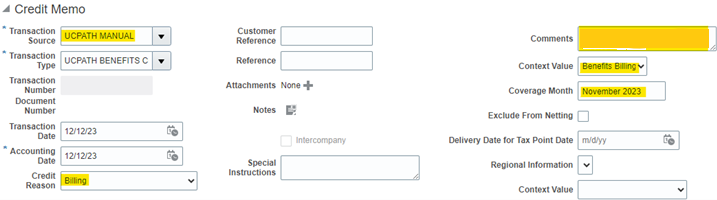 Credit Memo
* Transaction Source UCPATH MANUAL
* Transaction Type UCPATH BENEFITS C
Transaction Number
Document Number
Transaction Date 12/12/23
* Accounting Date 12/12/23
Credit Reason Billing
Customer Reference
Reference
Attachments None
Notes
Intercompany
Special Instructions
Comments
Context Value Benefits Billing
Coverage Month November 2023
Exclude From Netting
Delivery Date for Tax Point Date m/d/yy
Regional Information
Context Value